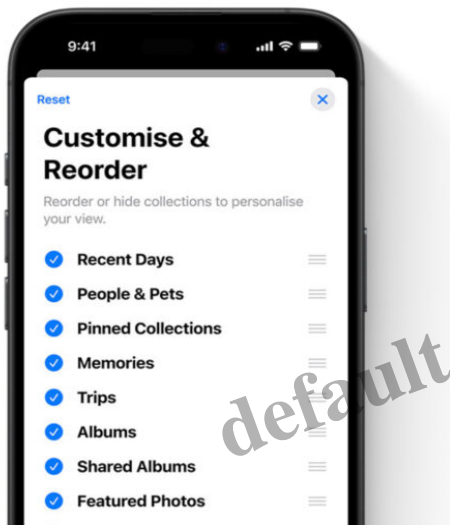 9:41
Reset
Customise &
Reorder
Reorder or hide collections to personalise
your view.
Recent Days
People & Pets
Pinned Collections
Memories
Trips
Albums
Shared Albums
Featured Photos
default